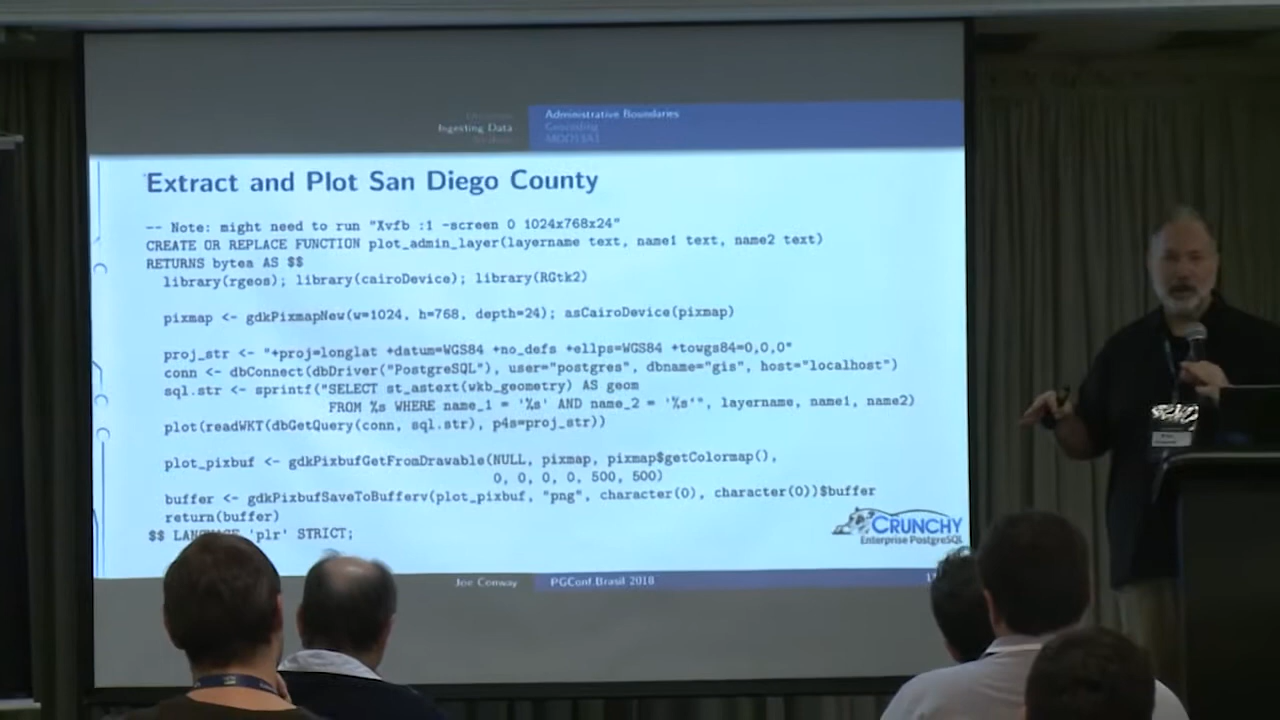 Administrative Boundaries
Ingesting Data
Geocoding
MOD13A1
Extract and Plot San Diego County
-- Note: might need to run "Xvfb :1 -screen 0 1024x768x24"
CREATE OR REPLACE FUNCTION plot_admin_layer(layername text, name1 text, name2 text)
RETURNS bytea AS $$
library(rgeos); library(cairoDevice); library(RGtk2)
pixmap <- gdkPixmapNew(w=1024, h=768, depth=24); asCairoDevice(pixmap)
proj_str <- "+proj=longlat +datum=WGS84 +no_defs +ellps=WGS84 +towgs84=0,0,0"
conn <- dbConnect(dbDriver("PostgreSQL"), user="postgres", dbname="gis", host="localhost")
sql.str <- sprintf("SELECT st_astext(wkb_geometry) AS geom
FROM %s WHERE name_1 = '%s' AND name_2 = '%s'", layername, name1, name2)
plot(readWKT(dbGetQuery(conn, sql.str), p4s=proj_str))
plot_pixbuf <- gdkPixbufGetFromDrawable(NULL, pixmap, pixmap$getColormap(),
0, 0, 0, 0, 500, 500)
buffer <- gdkPixbufSaveToBufferv(plot_pixbuf, "png", character(0), character(0))$buffer
return(buffer)
$$ 'plr' STRICT;
CRUNCHY
Enterprise PostgreSQL
Joe Conway PGConf.Brasil 2018